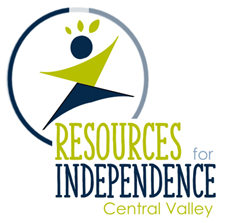 RESOURCES for
INDEPENDENCE
Central Valley